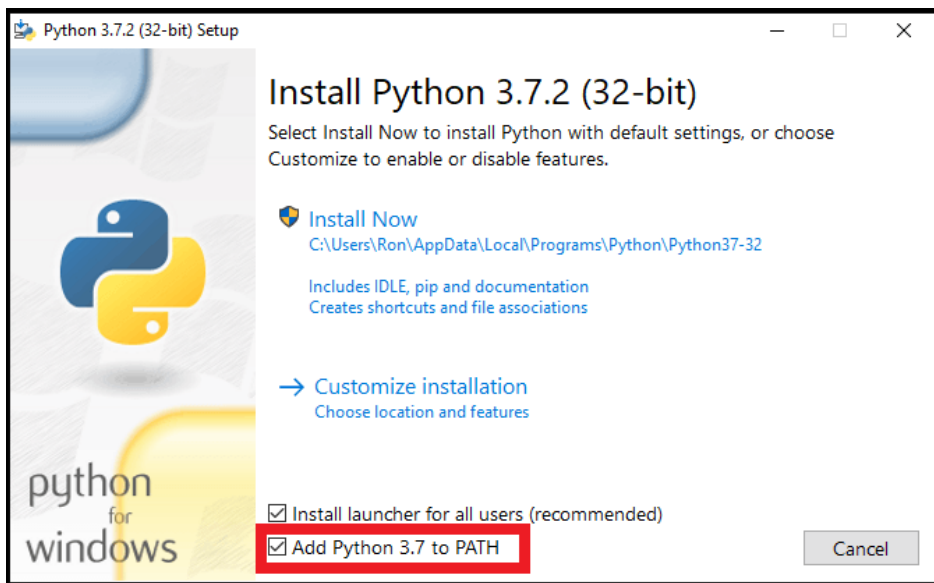 Python 3.7.2 (32-bit) Setup
Install Python 3.7.2 (32-bit)
Select Install Now to install Python with default settings, or choose
Customize to enable or disable features.
Install Now
C:\Users\Ron\AppData\Local\Programs\Python\Python37-32
Includes IDLE, pip and documentation
Creates shortcuts and file associations
Customize installation
Choose location and features
python
for
windows
Install launcher for all users (recommended)
Add Python 3.7 to PATH
Cancel